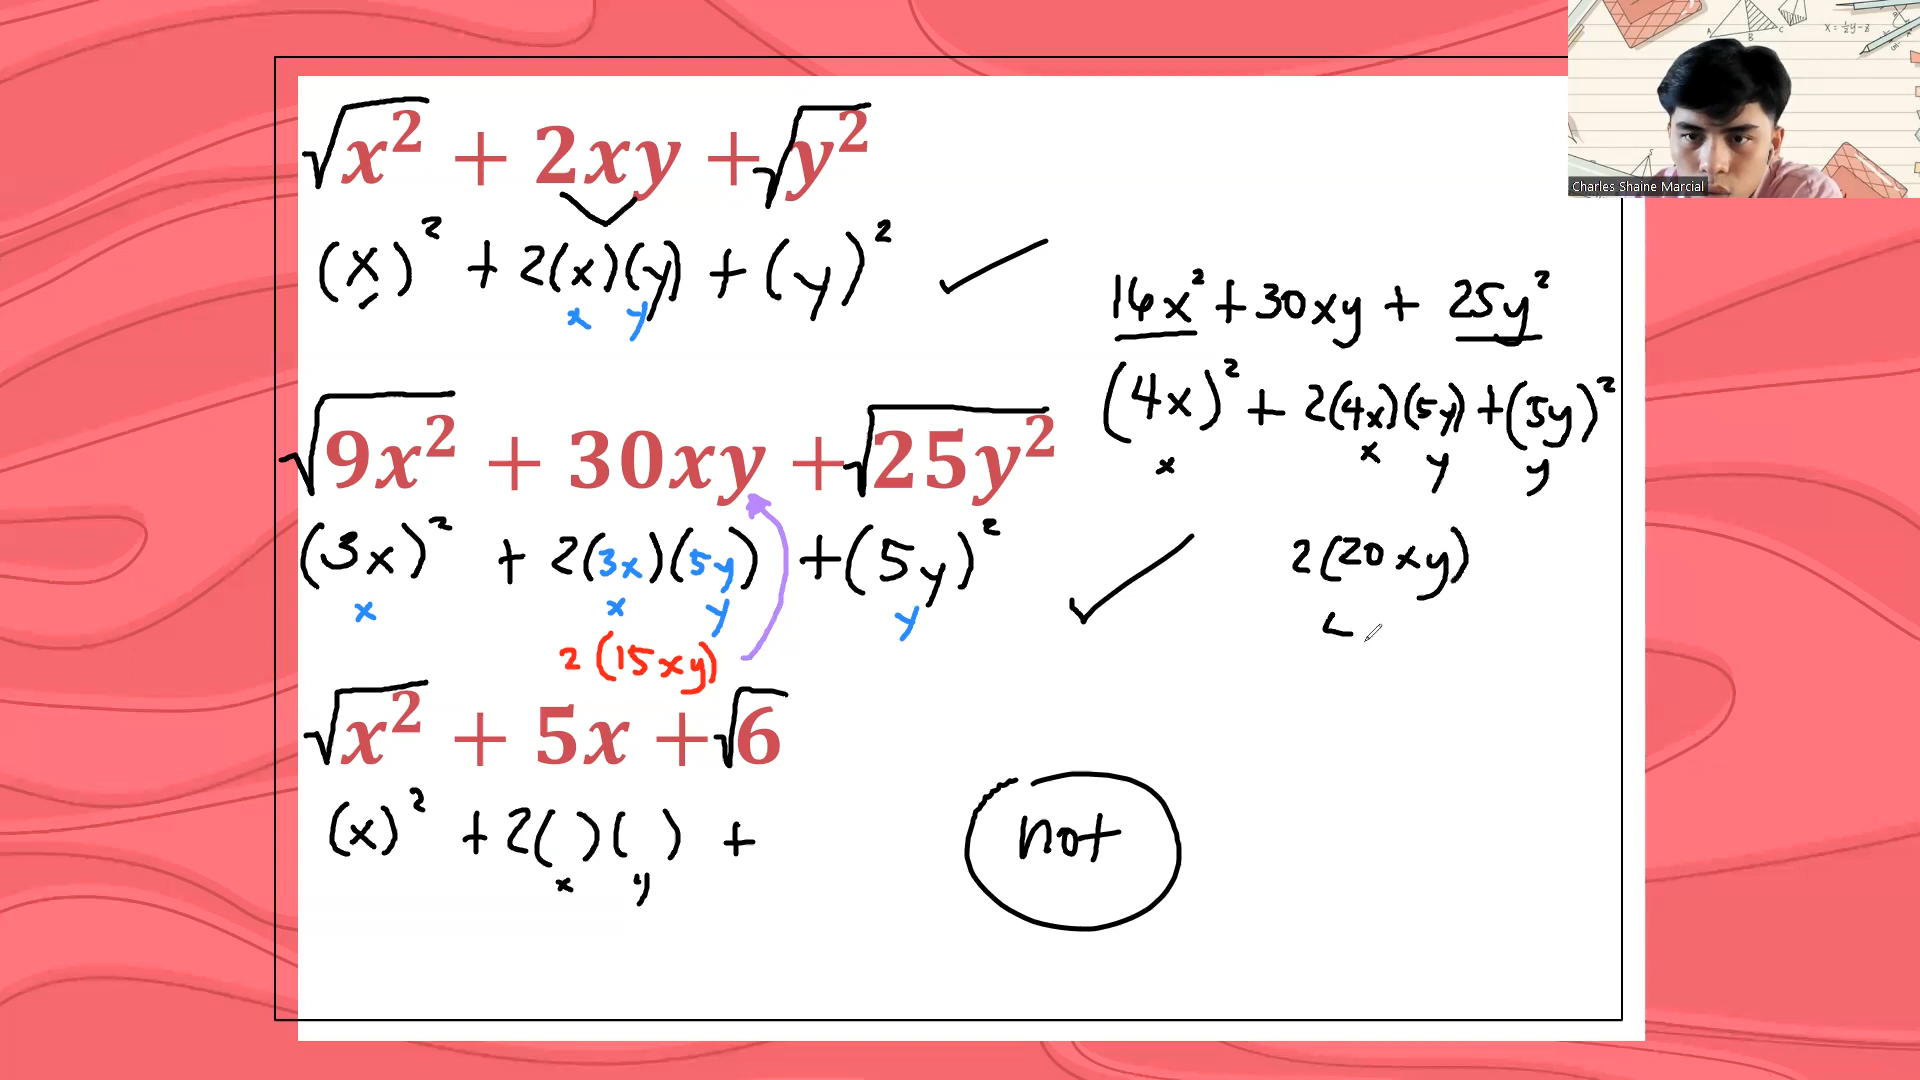 √x² + 2xy + √y²
(x)² + 2(x)(y) + (y)² ✓
x y
√9x² + 30xy + √25y²
(3x)² + 2(3x)(5y) + (5y)² ✓
x x y y
2(15xy)
√x² + 5x + √6
(x)² + 2( )( ) +
x y
not
16x² + 30xy + 25y²
(4x)² + 2(4x)(5y) + (5y)²
x x y y
2(20xy)
Charles Shaine Marcial